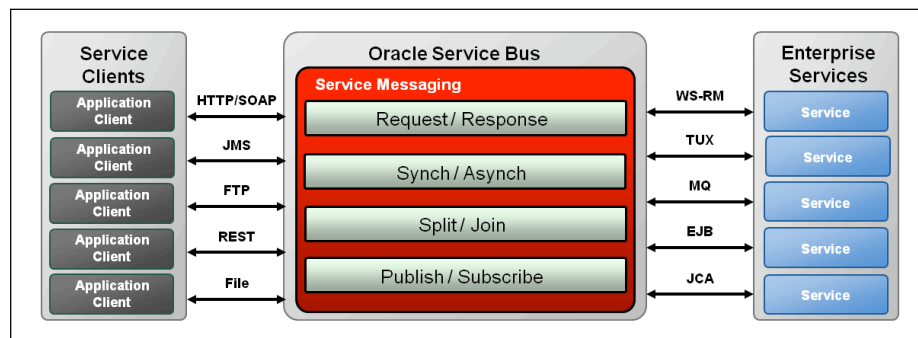 Service
Clients
Application
Client
Application
Client
Application
Client
Application
Client
Application
Client
HTTP/SOAP
JMS
FTP
REST
File
Oracle Service Bus
Service Messaging
Request / Response
Synch / Asynch
Split / Join
Publish / Subscribe
WS-RM
TUX
MQ
EJB
JCA
Enterprise
Services
Service
Service
Service
Service
Service